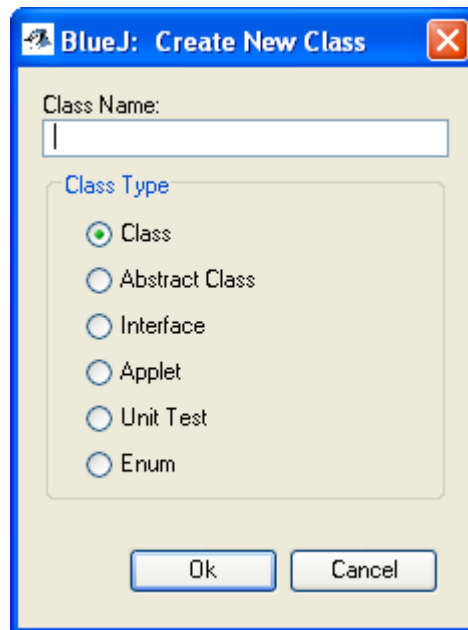 BlueJ: Create New Class
Class Name:
Class Type
Class
Abstract Class
Interface
Applet
Unit Test
Enum
Ok Cancel